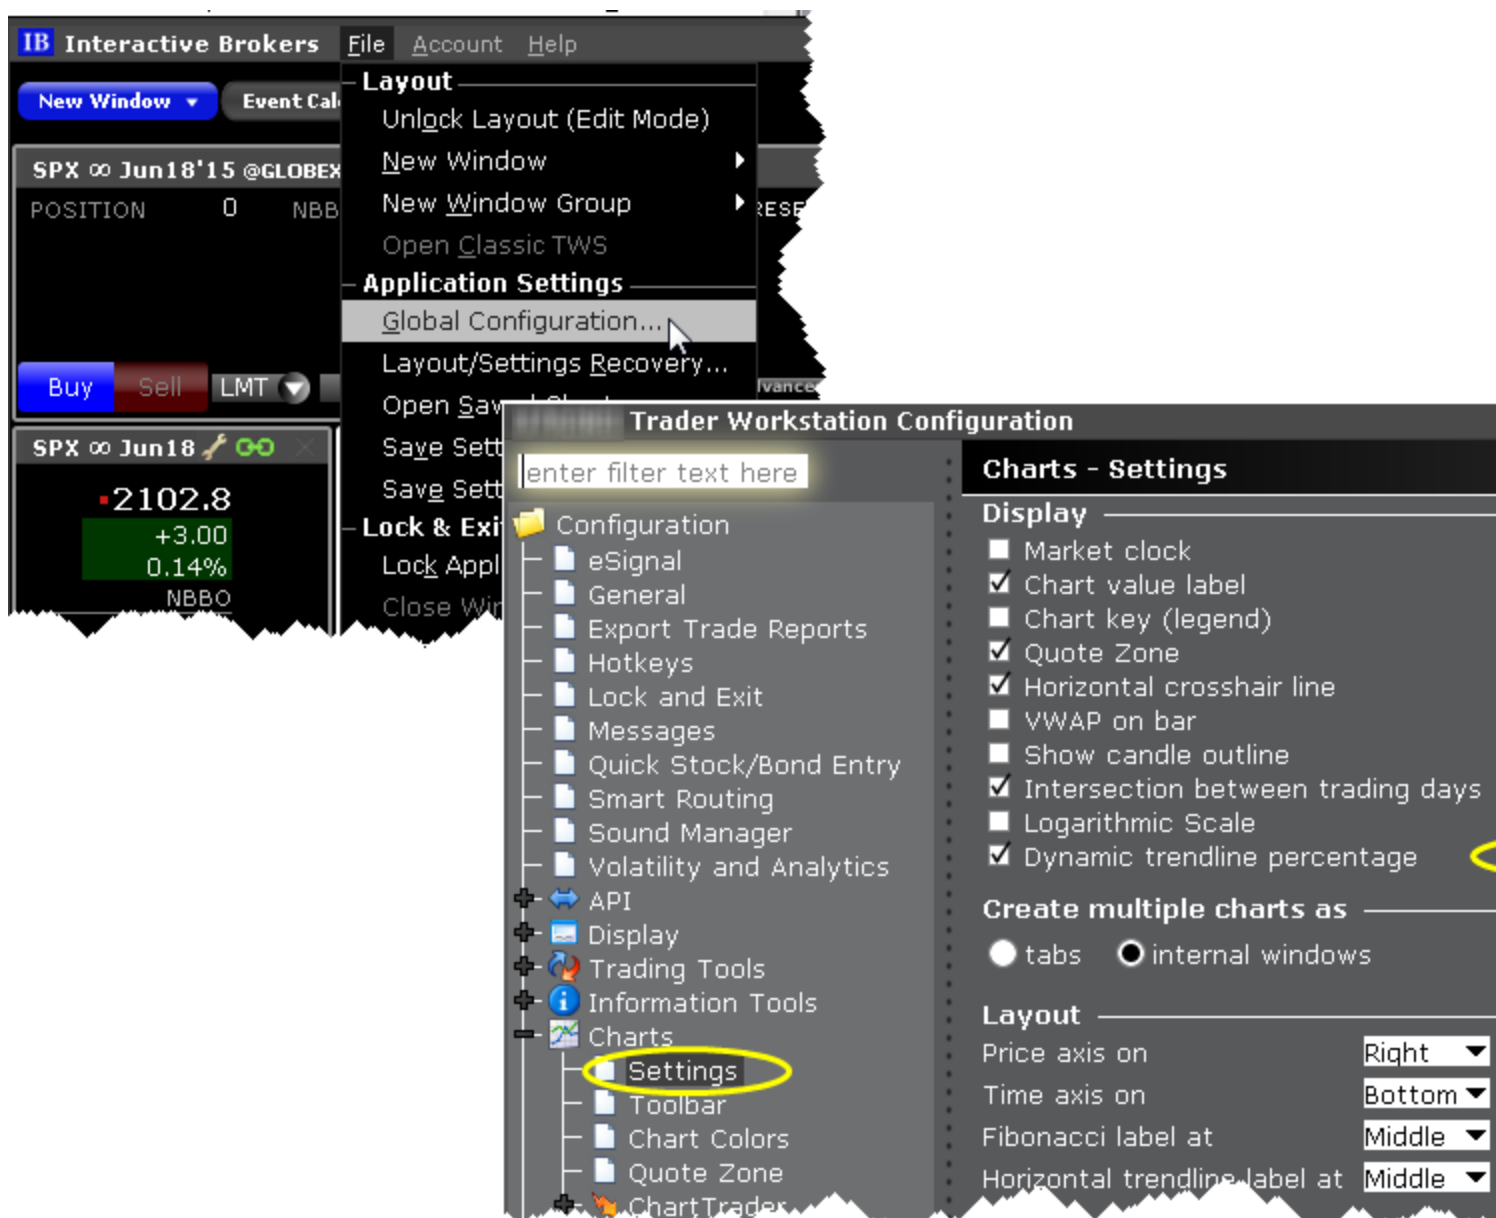 IB Interactive Brokers File Account Help
New Window Event Cal
Layout
Unlock Layout (Edit Mode)
New Window
New Window Group
Open Classic TWS
Application Settings
Global Configuration...
Layout/Settings Recovery...
Open Sav
Save Sett
Save Sett
Lock & Exi
Lock Appl
Close Win
SPX ∞ Jun18'15 @GLOBEX
POSITION 0 NBB
RESE
Buy Sell LMT
dvance
SPX ∞ Jun18
2102.8
+3.00
0.14%
NBBO
Trader Workstation Configuration
enter filter text here
Configuration
eSignal
General
Export Trade Reports
Hotkeys
Lock and Exit
Messages
Quick Stock/Bond Entry
Smart Routing
Sound Manager
Volatility and Analytics
API
Display
Trading Tools
Information Tools
Charts
Settings
Toolbar
Chart Colors
Quote Zone
ChartTrader
Charts - Settings
Display
Market clock
Chart value label
Chart key (legend)
Quote Zone
Horizontal crosshair line
VWAP on bar
Show candle outline
Intersection between trading days
Logarithmic Scale
Dynamic trendline percentage
Create multiple charts as
tabs internal windows
Layout
Price axis on Right
Time axis on Bottom
Fibonacci label at Middle
Horizontal trendline label at Middle